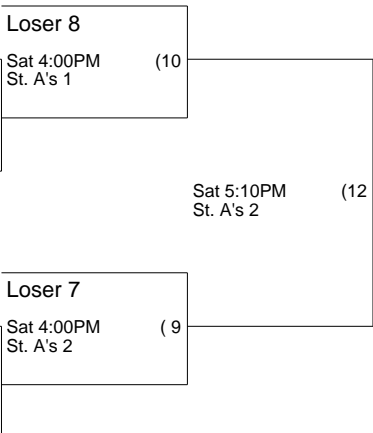 Loser 8
Sat 4:00PM (10
St. A's 1
Sat 5:10PM (12
St. A's 2
Loser 7
Sat 4:00PM ( 9
St. A's 2